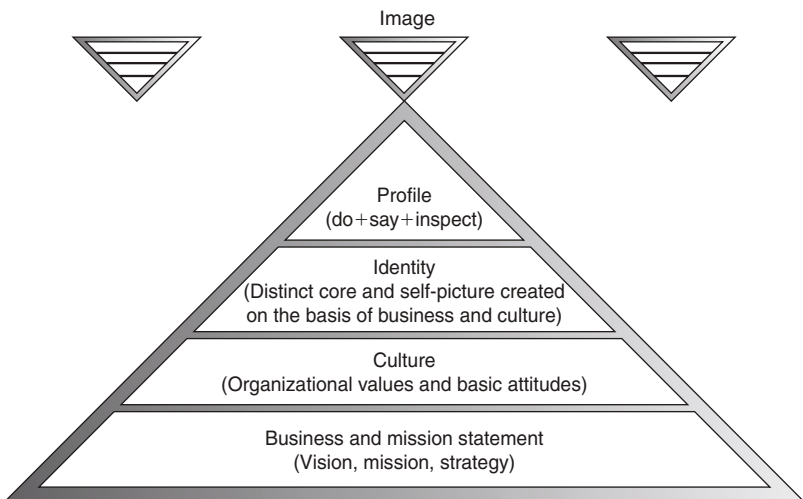 Image
Profile
(do+say+inspect)
Identity
(Distinct core and self-picture created
on the basis of business and culture)
Culture
(Organizational values and basic attitudes)
Business and mission statement
(Vision, mission, strategy)